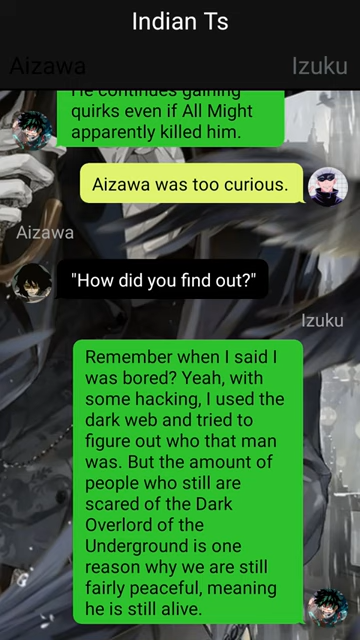 Indian Ts
Aizawa
Izuku
He continues gaining
quirks even if All Might
apparently killed him.
Aizawa was too curious.
Aizawa
"How did you find out?"
Izuku
Remember when I said I
was bored? Yeah, with
some hacking, I used the
dark web and tried to
figure out who that man
was. But the amount of
people who still are
scared of the Dark
Overlord of the
Underground is one
reason why we are still
fairly peaceful, meaning
he is still alive.